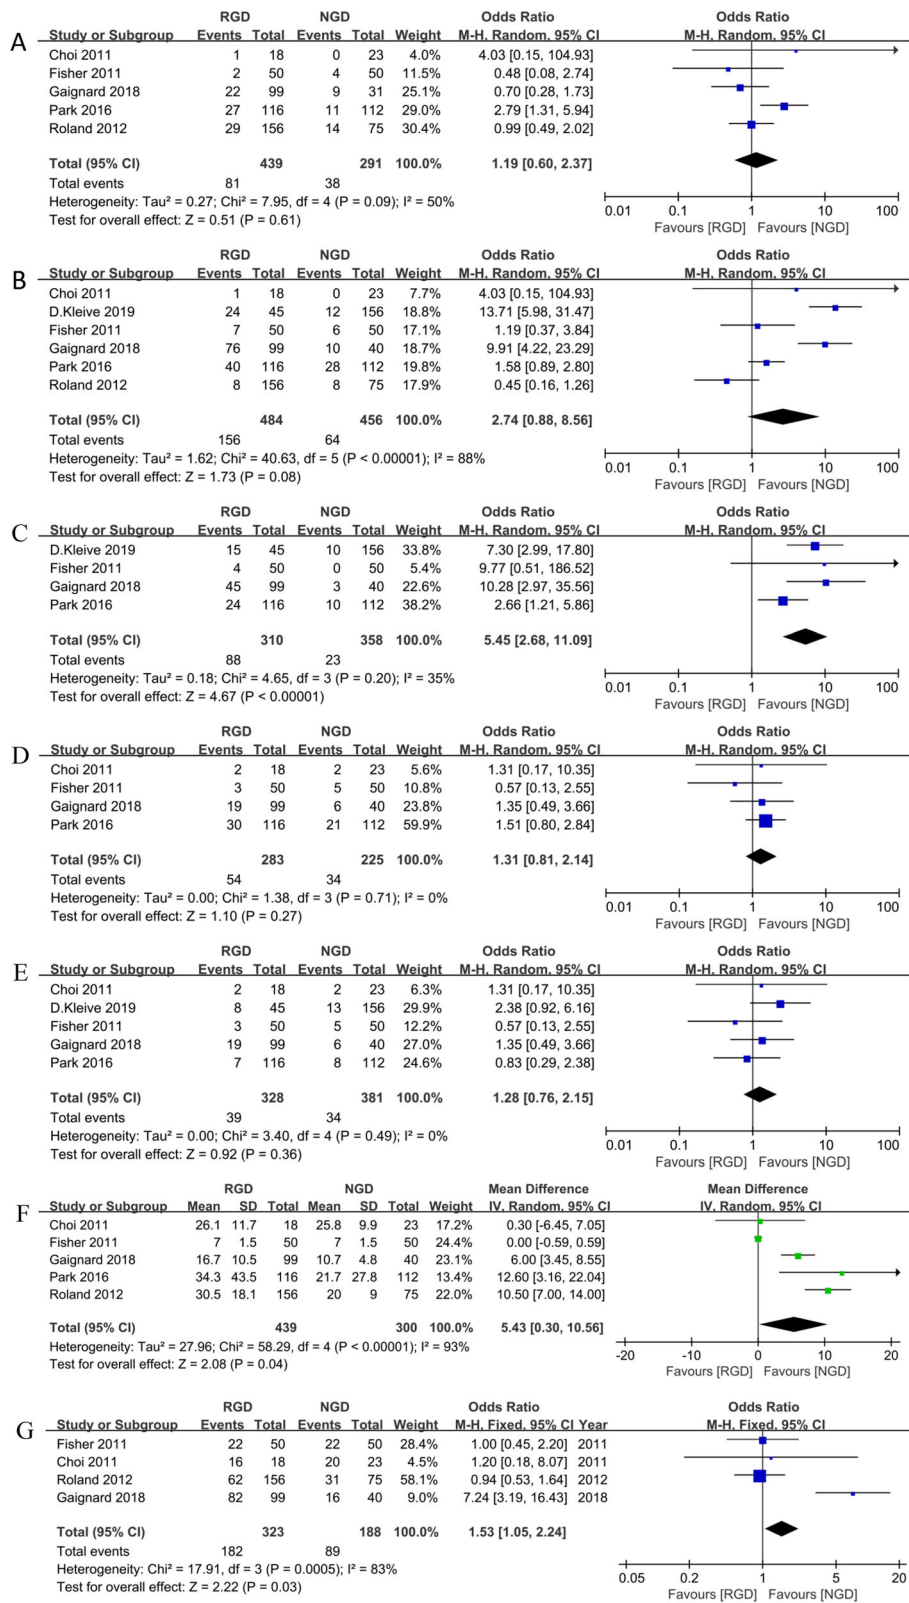 A
RGD NGD Odds Ratio Odds Ratio
Study or Subgroup Events Total Events Total Weight M-H. Random. 95% CI M-H. Random. 95% CI
Choi 2011 1 18 0 23 4.0% 4.03 [0.15, 104.93]
Fisher 2011 2 50 4 50 11.5% 0.48 [0.08, 2.74]
Gaignard 2018 22 99 9 31 25.1% 0.70 [0.28, 1.73]
Park 2016 27 116 11 112 29.0% 2.79 [1.31, 5.94]
Roland 2012 29 156 14 75 30.4% 0.99 [0.49, 2.02]
Total (95% CI) 439 291 100.0% 1.19 [0.60, 2.37]
Total events 81 38
Heterogeneity: Tau² = 0.27; Chi² = 7.95, df = 4 (P = 0.09); I² = 50%
Test for overall effect: Z = 0.51 (P = 0.61)
0.01 0.1 1 10 100
Favours [RGD] Favours [NGD]
B
RGD NGD Odds Ratio Odds Ratio
Study or Subgroup Events Total Events Total Weight M-H. Random. 95% CI M-H. Random. 95% CI
Choi 2011 1 18 0 23 7.7% 4.03 [0.15, 104.93]
D.Kleive 2019 24 45 12 156 18.8% 13.71 [5.98, 31.47]
Fisher 2011 7 50 6 50 17.1% 1.19 [0.37, 3.84]
Gaignard 2018 76 99 10 40 18.7% 9.91 [4.22, 23.29]
Park 2016 40 116 28 112 19.8% 1.58 [0.89, 2.80]
Roland 2012 8 156 8 75 17.9% 0.45 [0.16, 1.26]
Total (95% CI) 484 456 100.0% 2.74 [0.88, 8.56]
Total events 156 64
Heterogeneity: Tau² = 1.62; Chi² = 40.63, df = 5 (P < 0.00001); I² = 88%
Test for overall effect: Z = 1.73 (P = 0.08)
0.01 0.1 1 10 100
Favours [RGD] Favours [NGD]
C
RGD NGD Odds Ratio Odds Ratio
Study or Subgroup Events Total Events Total Weight M-H. Random. 95% CI M-H. Random. 95% CI
D.Kleive 2019 15 45 10 156 33.8% 7.30 [2.99, 17.80]
Fisher 2011 4 50 0 50 5.4% 9.77 [0.51, 186.52]
Gaignard 2018 45 99 3 40 22.6% 10.28 [2.97, 35.56]
Park 2016 24 116 10 112 38.2% 2.66 [1.21, 5.86]
Total (95% CI) 310 358 100.0% 5.45 [2.68, 11.09]
Total events 88 23
Heterogeneity: Tau² = 0.18; Chi² = 4.65, df = 3 (P = 0.20); I² = 35%
Test for overall effect: Z = 4.67 (P < 0.00001)
0.01 0.1 1 10 100
Favours [RGD] Favours [NGD]
D
RGD NGD Odds Ratio Odds Ratio
Study or Subgroup Events Total Events Total Weight M-H. Random. 95% CI M-H. Random. 95% CI
Choi 2011 2 18 2 23 5.6% 1.31 [0.17, 10.35]
Fisher 2011 3 50 5 50 10.8% 0.57 [0.13, 2.55]
Gaignard 2018 19 99 6 40 23.8% 1.35 [0.49, 3.66]
Park 2016 30 116 21 112 59.9% 1.51 [0.80, 2.84]
Total (95% CI) 283 225 100.0% 1.31 [0.81, 2.14]
Total events 54 34
Heterogeneity: Tau² = 0.00; Chi² = 1.38, df = 3 (P = 0.71); I² = 0%
Test for overall effect: Z = 1.10 (P = 0.27)
0.01 0.1 1 10 100
Favours [RGD] Favours [NGD]
E
RGD NGD Odds Ratio Odds Ratio
Study or Subgroup Events Total Events Total Weight M-H. Random. 95% CI M-H. Random. 95% CI
Choi 2011 2 18 2 23 6.3% 1.31 [0.17, 10.35]
D.Kleive 2019 8 45 13 156 29.9% 2.38 [0.92, 6.16]
Fisher 2011 3 50 5 50 12.2% 0.57 [0.13, 2.55]
Gaignard 2018 19 99 6 40 27.0% 1.35 [0.49, 3.66]
Park 2016 7 116 8 112 24.6% 0.83 [0.29, 2.38]
Total (95% CI) 328 381 100.0% 1.28 [0.76, 2.15]
Total events 39 34
Heterogeneity: Tau² = 0.00; Chi² = 3.40, df = 4 (P = 0.49); I² = 0%
Test for overall effect: Z = 0.92 (P = 0.36)
0.01 0.1 1 10 100
Favours [RGD] Favours [NGD]
F
RGD NGD Mean Difference Mean Difference
Study or Subgroup Mean SD Total Mean SD Total Weight IV. Random. 95% CI IV. Random. 95% CI
Choi 2011 26.1 11.7 18 25.8 9.9 23 17.2% 0.30 [-6.45, 7.05]
Fisher 2011 7 1.5 50 7 1.5 50 24.4% 0.00 [-0.59, 0.59]
Gaignard 2018 16.7 10.5 99 10.7 4.8 40 23.1% 6.00 [3.45, 8.55]
Park 2016 34.3 43.5 116 21.7 27.8 112 13.4% 12.60 [3.16, 22.04]
Roland 2012 30.5 18.1 156 20 9 75 22.0% 10.50 [7.00, 14.00]
Total (95% CI) 439 300 100.0% 5.43 [0.30, 10.56]
Heterogeneity: Tau² = 27.96; Chi² = 58.29, df = 4 (P < 0.00001); I² = 93%
Test for overall effect: Z = 2.08 (P = 0.04)
-20 -10 0 10 20
Favours [RGD] Favours [NGD]
G
RGD NGD Odds Ratio Odds Ratio
Study or Subgroup Events Total Events Total Weight M-H. Fixed. 95% CI Year M-H. Fixed. 95% CI
Fisher 2011 22 50 22 50 28.4% 1.00 [0.45, 2.20] 2011
Choi 2011 16 18 20 23 4.5% 1.20 [0.18, 8.07] 2011
Roland 2012 62 156 31 75 58.1% 0.94 [0.53, 1.64] 2012
Gaignard 2018 82 99 16 40 9.0% 7.24 [3.19, 16.43] 2018
Total (95% CI) 323 188 100.0% 1.53 [1.05, 2.24]
Total events 182 89
Heterogeneity: Chi² = 17.91, df = 3 (P = 0.0005); I² = 83%
Test for overall effect: Z = 2.22 (P = 0.03)
0.05 0.2 1 5 20
Favours [RGD] Favours [NGD]